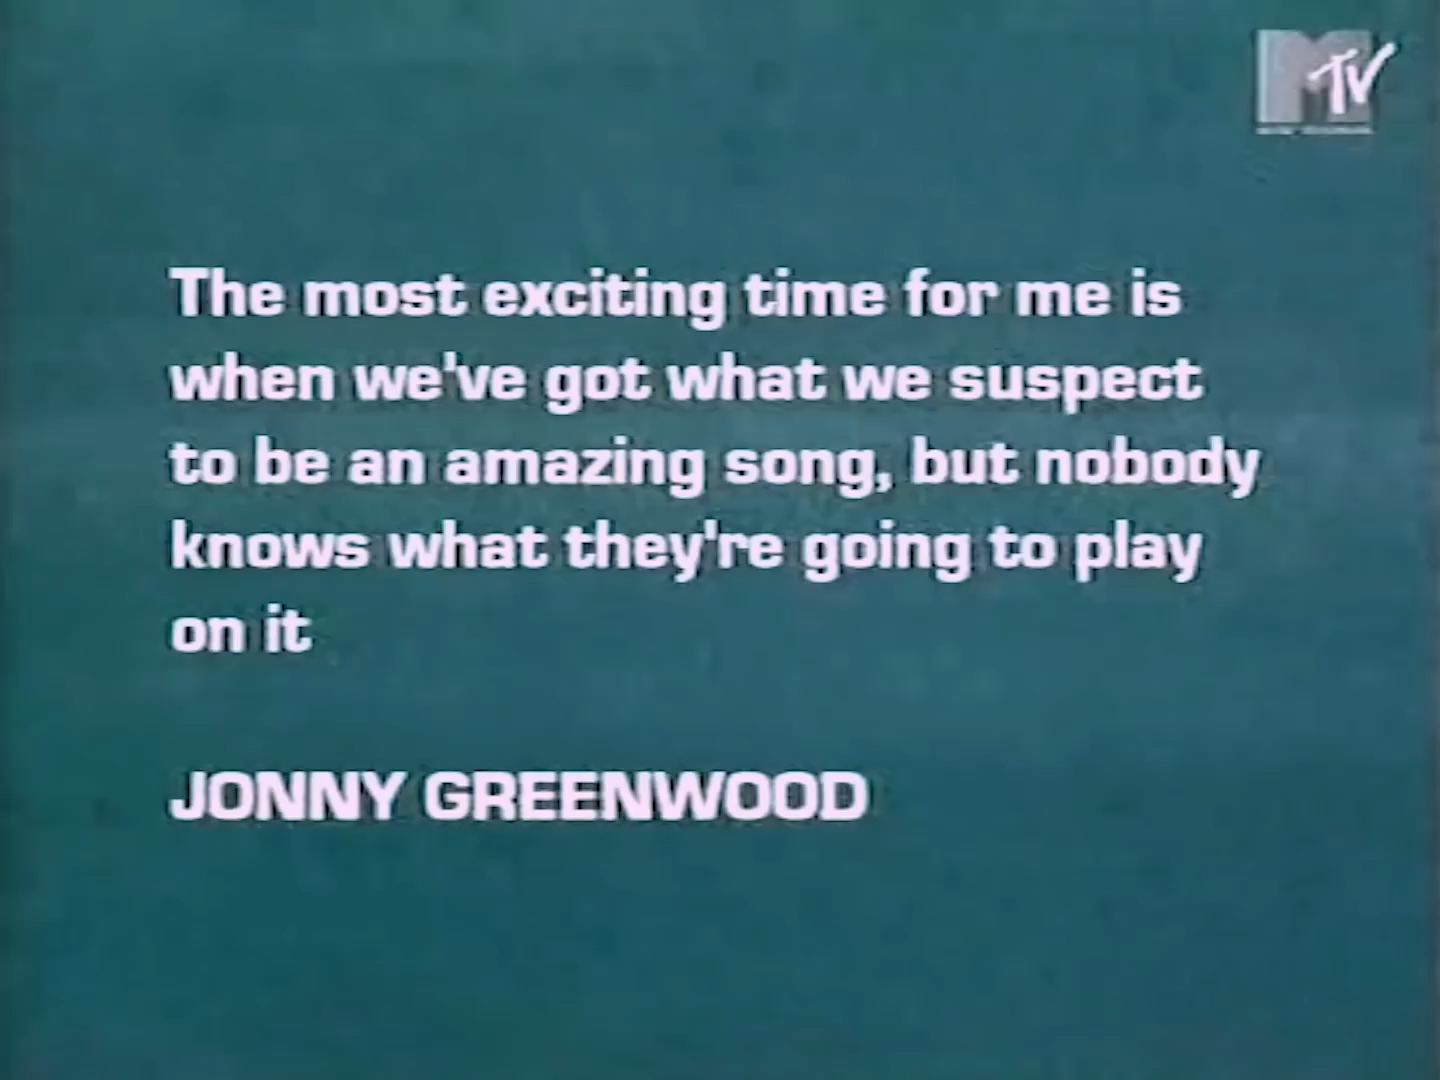 MTV
The most exciting time for me is
when we've got what we suspect
to be an amazing song, but nobody
knows what they're going to play
on it
JONNY GREENWOOD